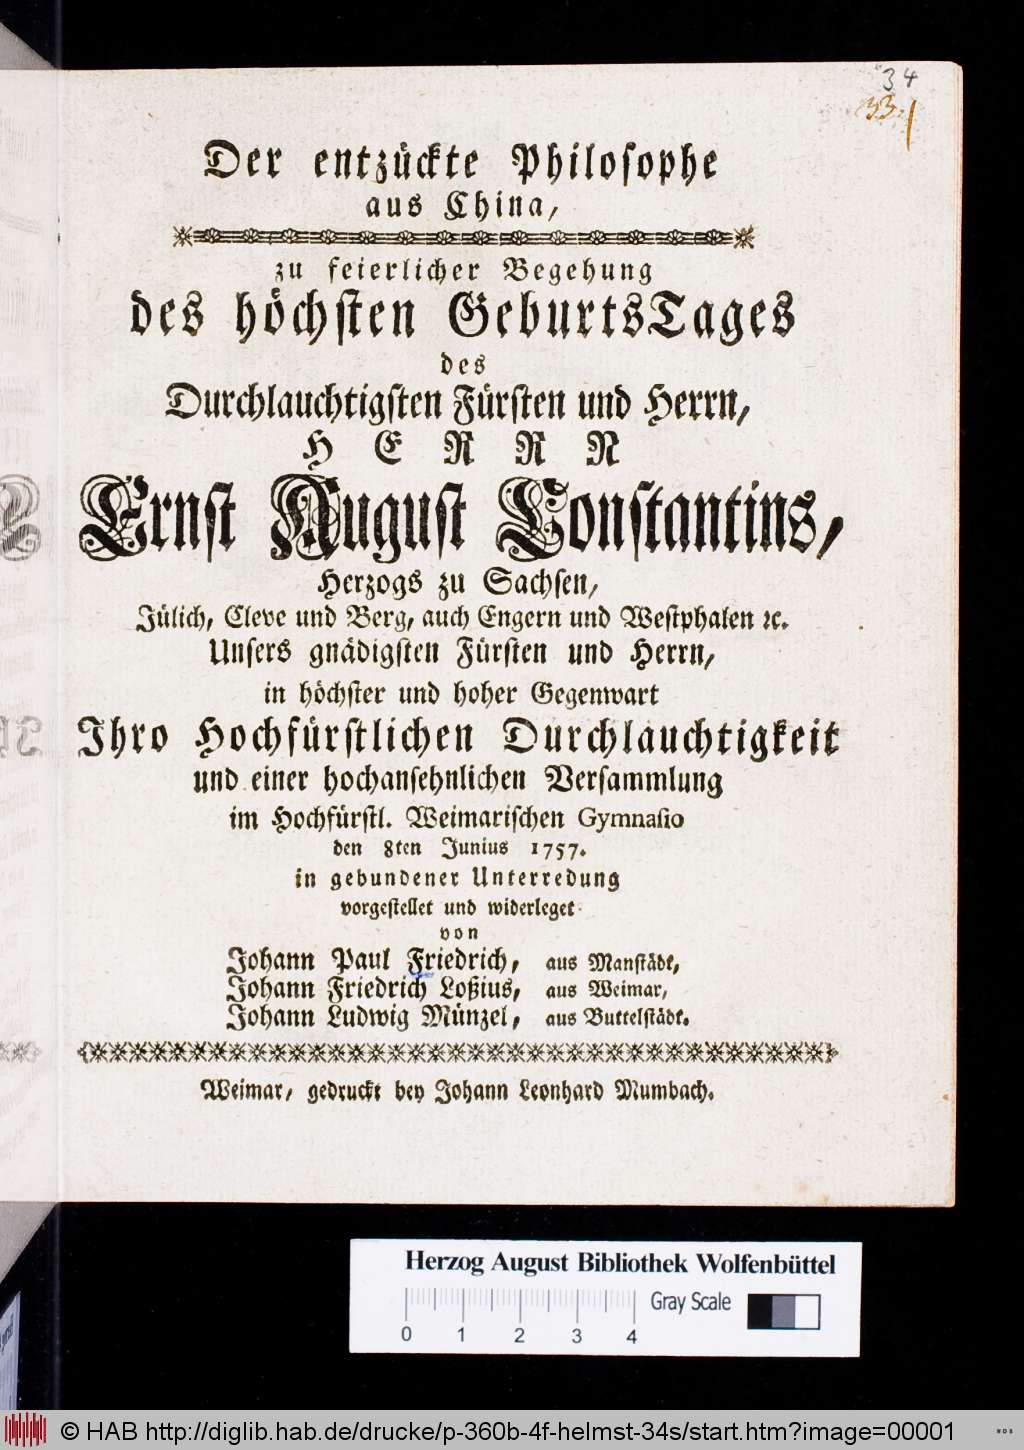 34
33.
Der entzückte Philosophe
aus China,
zu feierlicher Begehung
des höchsten GeburtsTages
des
Durchlauchtigsten Fürsten und Herrn,
HERRN
Ernst August Constantins,
Herzogs zu Sachsen,
Jülich, Cleve und Berg, auch Engern und Westphalen ꝛc.
Unsers gnädigsten Fürsten und Herrn,
in höchster und hoher Gegenwart
Ihro Hochfürstlichen Durchlauchtigkeit
und einer hochansehnlichen Versammlung
im Hochfürstl. Weimarischen Gymnasio
den 8ten Junius 1757.
in gebundener Unterredung
vorgestellet und widerleget
von
Johann Paul Friedrich, aus Manstädt,
Johann Friedrich Loßius, aus Weimar,
Johann Ludwig Münzel, aus Buttelstädt.
Weimar, gedruckt bey Johann Leonhard Mumbach.
Herzog August Bibliothek Wolfenbüttel
Gray Scale
0 1 2 3 4
© HAB http://diglib.hab.de/drucke/p-360b-4f-helmst-34s/start.htm?image=00001